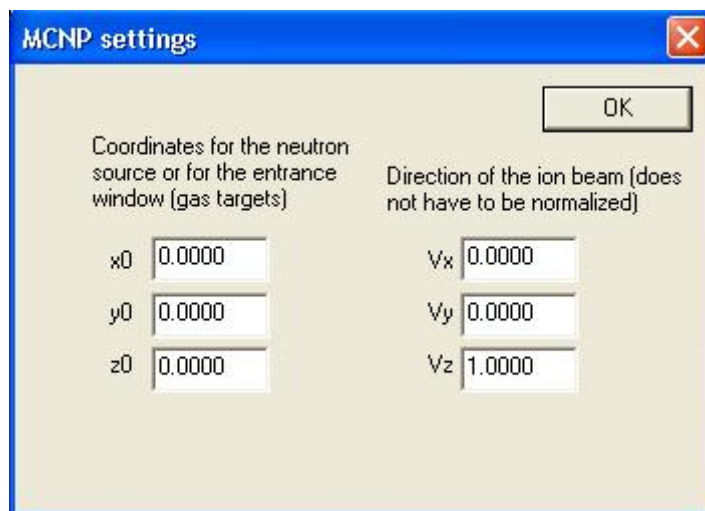 MCNP settings
OK
Coordinates for the neutron
source or for the entrance
window (gas targets)
Direction of the ion beam (does
not have to be normalized)
x0 0.0000
Vx 0.0000
y0 0.0000
Vy 0.0000
z0 0.0000
Vz 1.0000